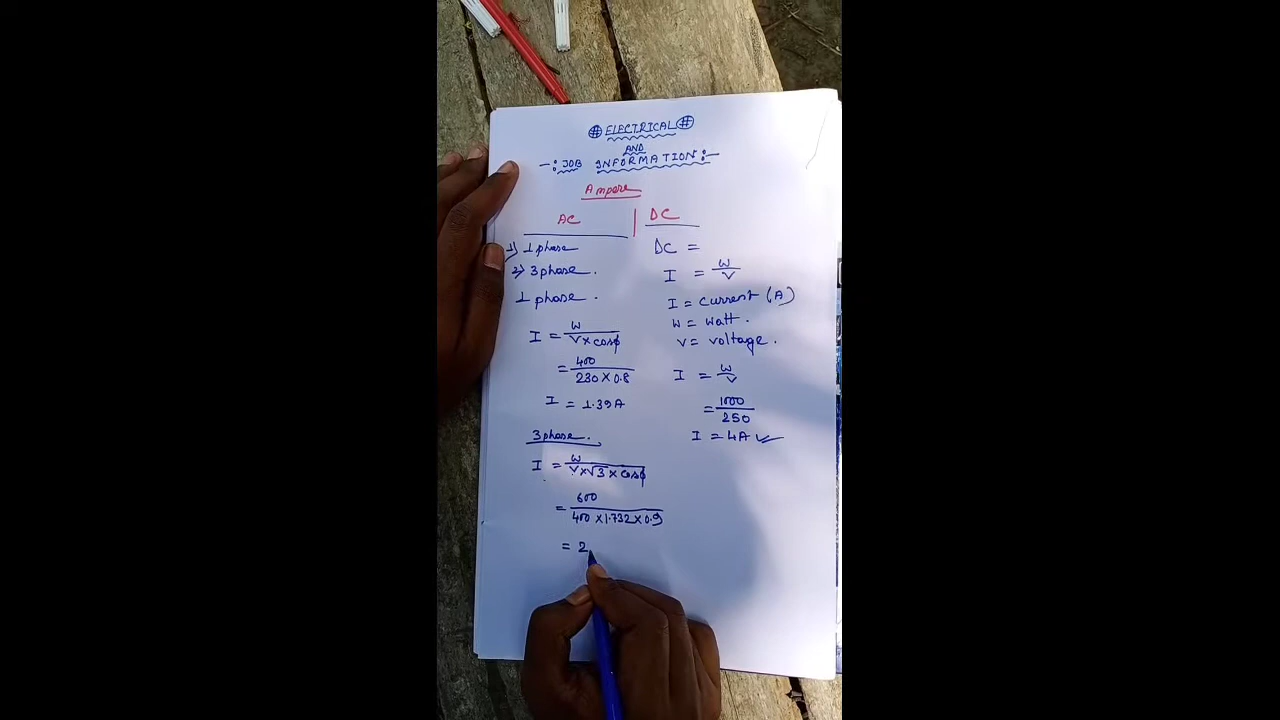 ELECTRICAL
AND
-: JOB INFORMATION :-
Ampere
AC
1) 1 phase
2) 3 phase.
1 phase.
I = W / V × cosϕ
= 400 / 230 × 0.8
I = 1.39A
3 phase.
I = W / V × √3 × cosϕ
= 600 / 400 × 1.732 × 0.9
= 2
DC
DC =
I = W / V
I = Current (A)
W = Watt.
V = Voltage.
I = W / V
= 1000 / 250
I = 4A ✓